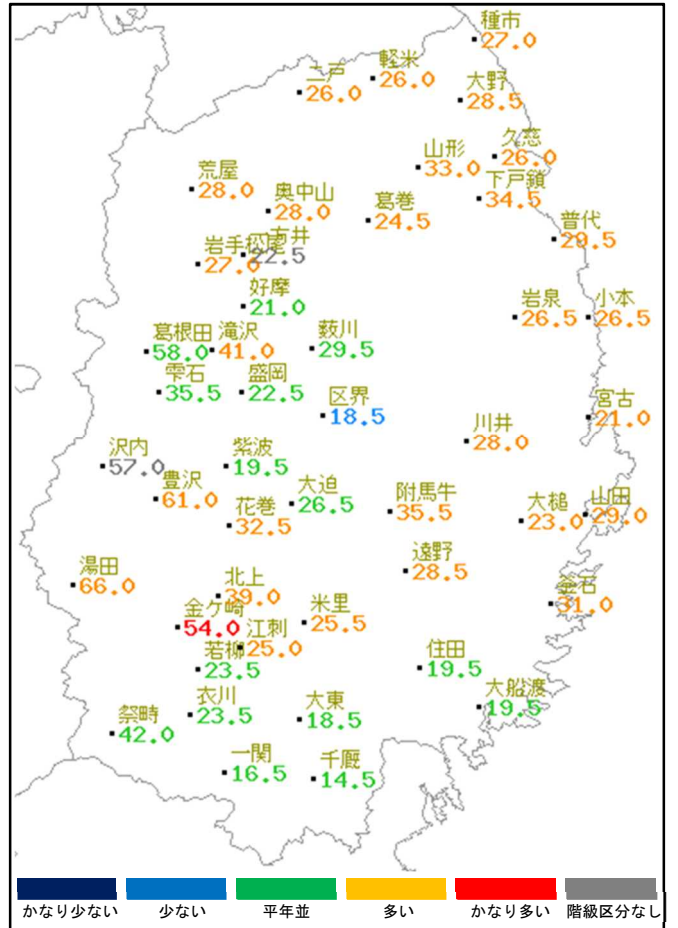 種市
27.0
軽米
26.0
二戸
26.0
大野
28.5
久慈
26.0
山形
33.0
荒屋
28.0
下戸鎖
34.5
奥中山
28.0
葛巻
24.5
普代
29.5
一方井
22.5
岩手松尾
27.0
好摩
21.0
岩泉
26.5
小本
26.5
葛根田
58.0
滝沢
41.0
薮川
29.5
雫石
35.5
盛岡
22.5
区界
18.5
宮古
21.0
川井
28.0
沢内
57.0
紫波
19.5
豊沢
61.0
大迫
26.5
花巻
32.5
附馬牛
35.5
大槌
23.0
山田
29.0
遠野
28.5
湯田
66.0
北上
39.0
釜石
31.0
金ケ崎
54.0
米里
25.5
江刺
25.0
若柳
23.5
住田
19.5
衣川
23.5
大東
18.5
大船渡
19.5
祭畤
42.0
一関
16.5
千厩
14.5
かなり少ない 少ない 平年並 多い かなり多い 階級区分なし